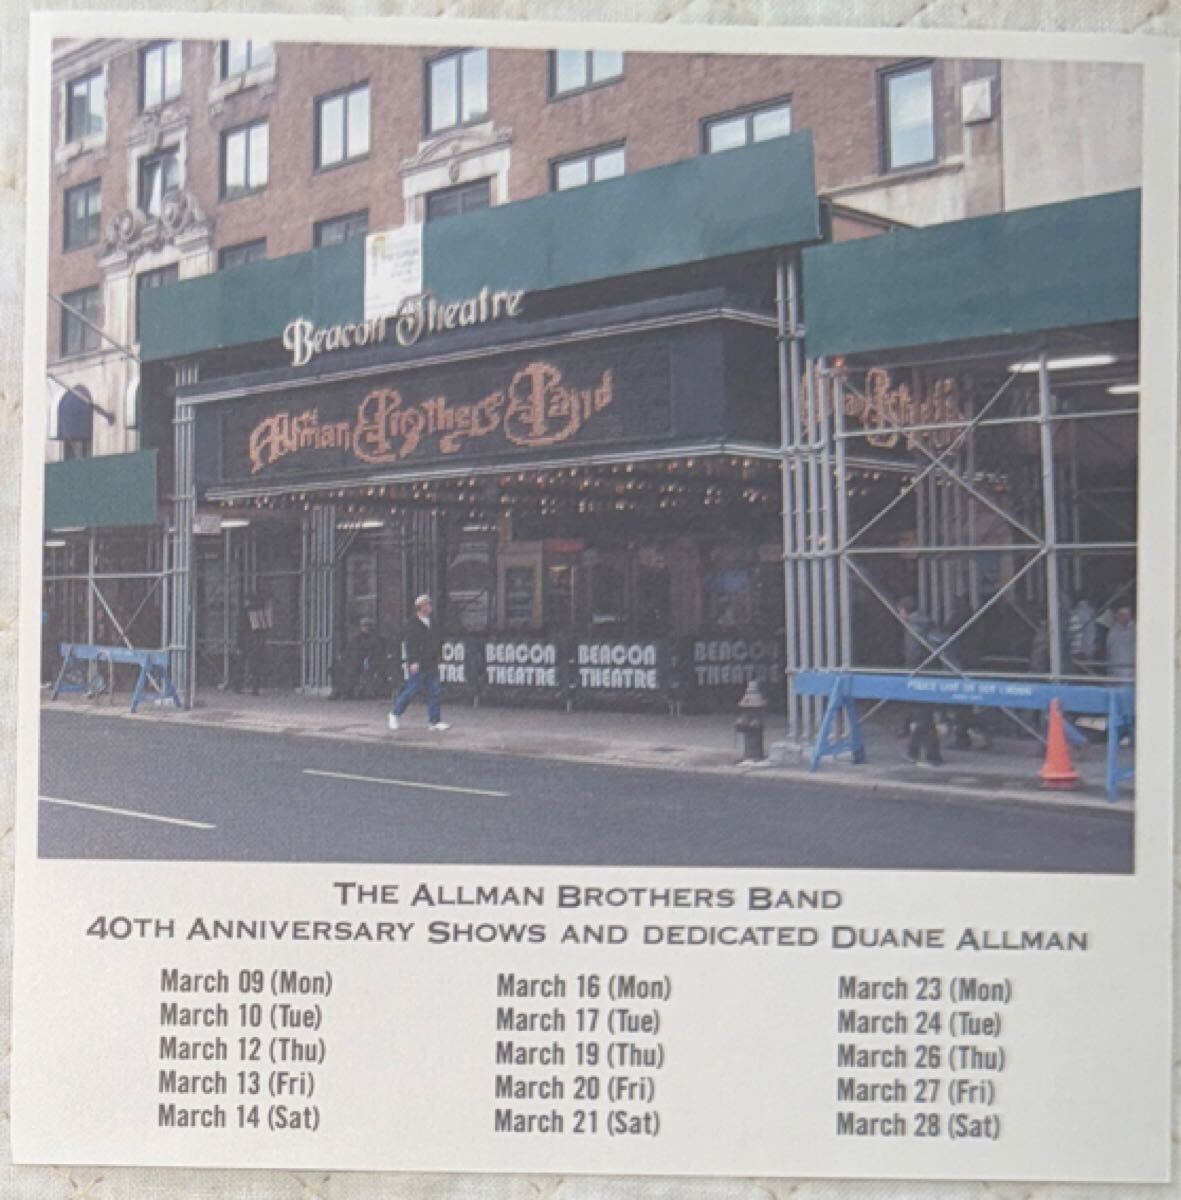 Beacon Theatre
Allman Brothers Band
BEACON THEATRE
BEACON THEATRE
BEACON THEATRE
THE ALLMAN BROTHERS BAND
40TH ANNIVERSARY SHOWS AND DEDICATED DUANE ALLMAN
March 09 (Mon)
March 10 (Tue)
March 12 (Thu)
March 13 (Fri)
March 14 (Sat)
March 16 (Mon)
March 17 (Tue)
March 19 (Thu)
March 20 (Fri)
March 21 (Sat)
March 23 (Mon)
March 24 (Tue)
March 26 (Thu)
March 27 (Fri)
March 28 (Sat)